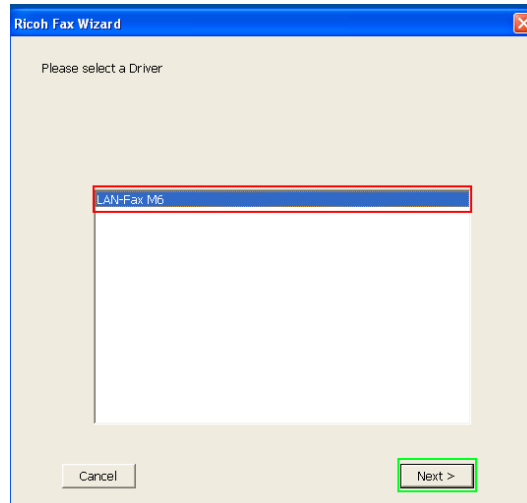 Ricoh Fax Wizard
Please select a Driver
LAN-Fax M6
Cancel
Next >